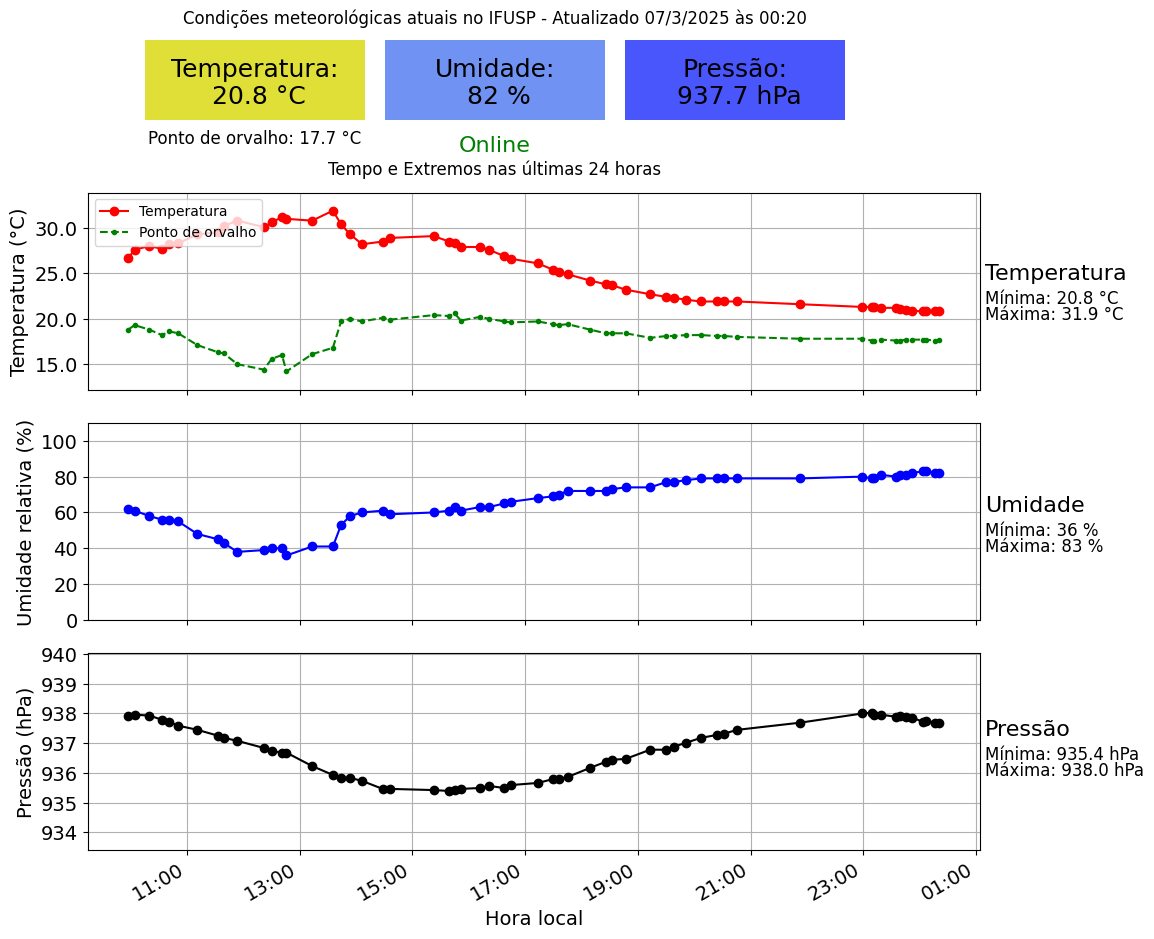 Condições meteorológicas atuais no IFUSP - Atualizado 07/3/2025 às 00:20
Temperatura:
20.8 °C
Umidade:
82 %
Pressão:
937.7 hPa
Ponto de orvalho: 17.7 °C
Online
Tempo e Extremos nas últimas 24 horas
Temperatura (°C)
30.0
25.0
20.0
15.0
Temperatura
Ponto de orvalho
Temperatura
Mínima: 20.8 °C
Máxima: 31.9 °C
Umidade relativa (%)
100
80
60
40
20
0
Umidade
Mínima: 36 %
Máxima: 83 %
Pressão (hPa)
940
939
938
937
936
935
934
Pressão
Mínima: 935.4 hPa
Máxima: 938.0 hPa
11:00
13:00
15:00
17:00
19:00
21:00
23:00
01:00
Hora local